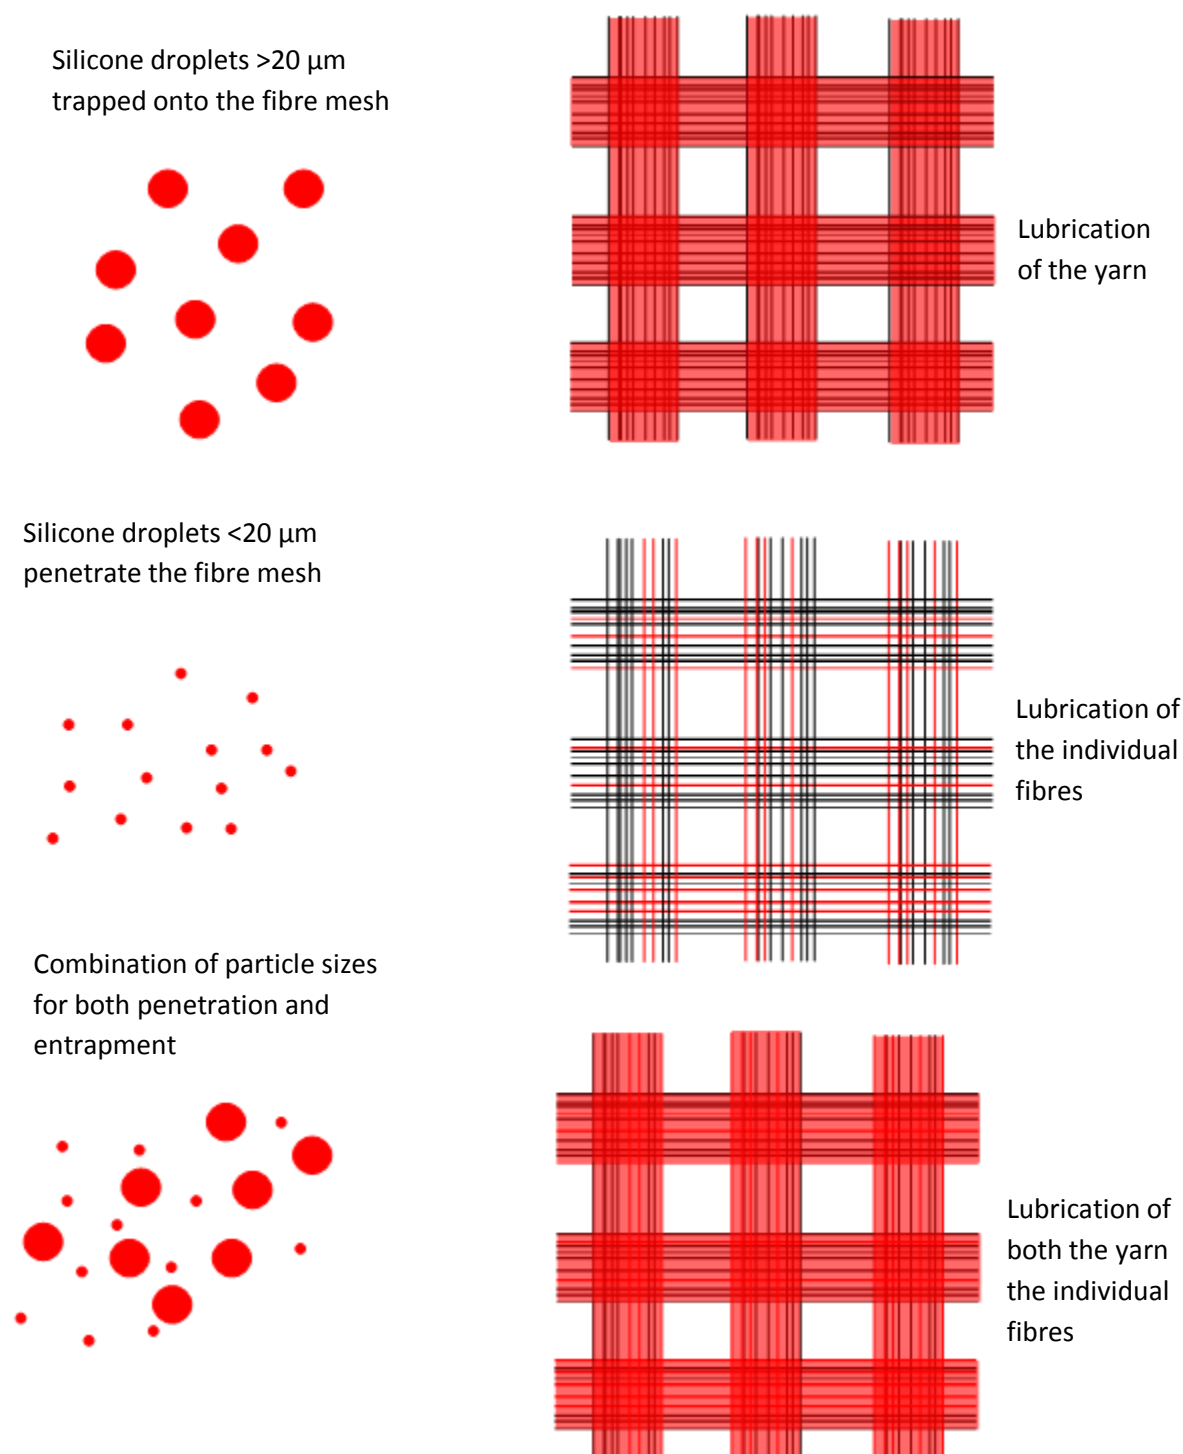 Silicone droplets >20 µm
trapped onto the fibre mesh
Lubrication
of the yarn
Silicone droplets <20 µm
penetrate the fibre mesh
Lubrication of
the individual
fibres
Combination of particle sizes
for both penetration and
entrapment
Lubrication of
both the yarn
the individual
fibres